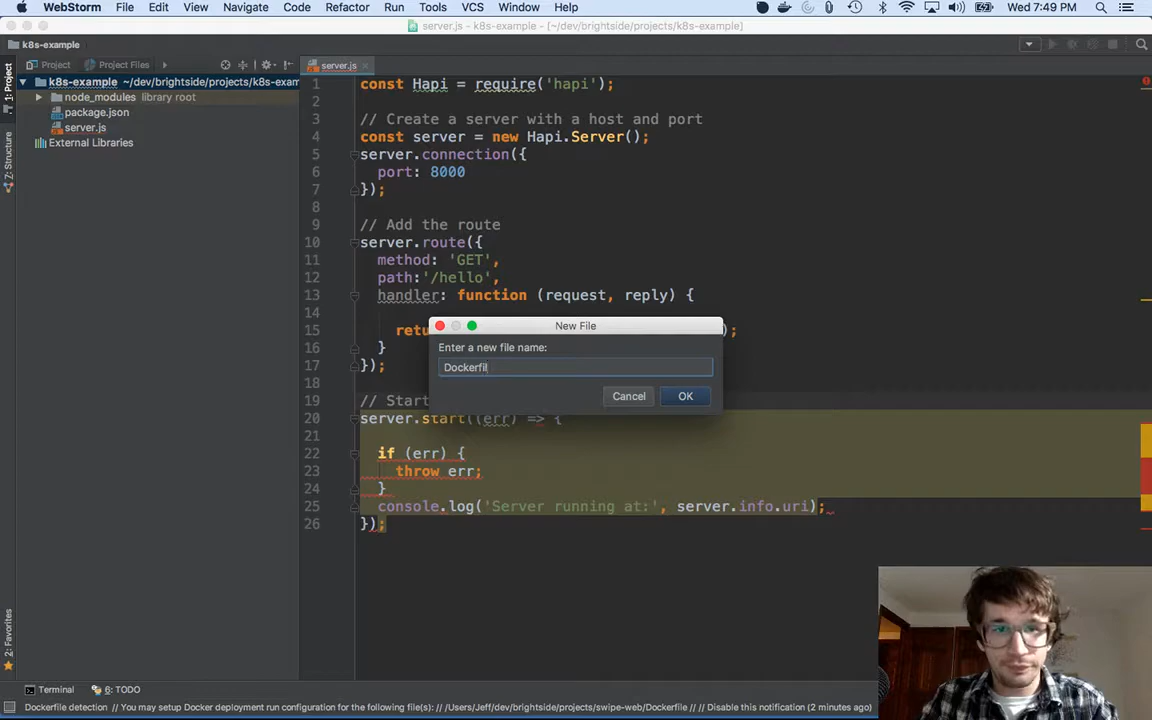 WebStorm File Edit View Navigate Code Refactor Run Tools VCS Window Help Wed 7:49 PM
server.js - k8s-example - [~/dev/brightside/projects/k8s-example]
k8s-example
Project Project Files
server.js
1: Project
7: Structure
2: Favorites
k8s-example ~/dev/brightside/projects/k8s-exam
node_modules library root
package.json
server.js
External Libraries
1 const Hapi = require('hapi');
2
3 // Create a server with a host and port
4 const server = new Hapi.Server();
5 server.connection({
6 port: 8000
7 });
8
9 // Add the route
10 server.route({
11 method: 'GET',
12 path:'/hello',
13 handler: function (request, reply) {
14
15 retu );
16 }
17 });
18
19 // Start
20 server.start((err) => {
21
22 if (err) {
23 throw err;
24 }
25 console.log('Server running at:', server.info.uri);
26 });
New File
Enter a new file name:
Dockerfil
Cancel OK
Terminal 6: TODO
Dockerfile detection // You may setup Docker deployment run configuration for the following file(s): // /Users/Jeff/dev/brightside/projects/swipe-web/Dockerfile // // Disable this notification (2 minutes ago)